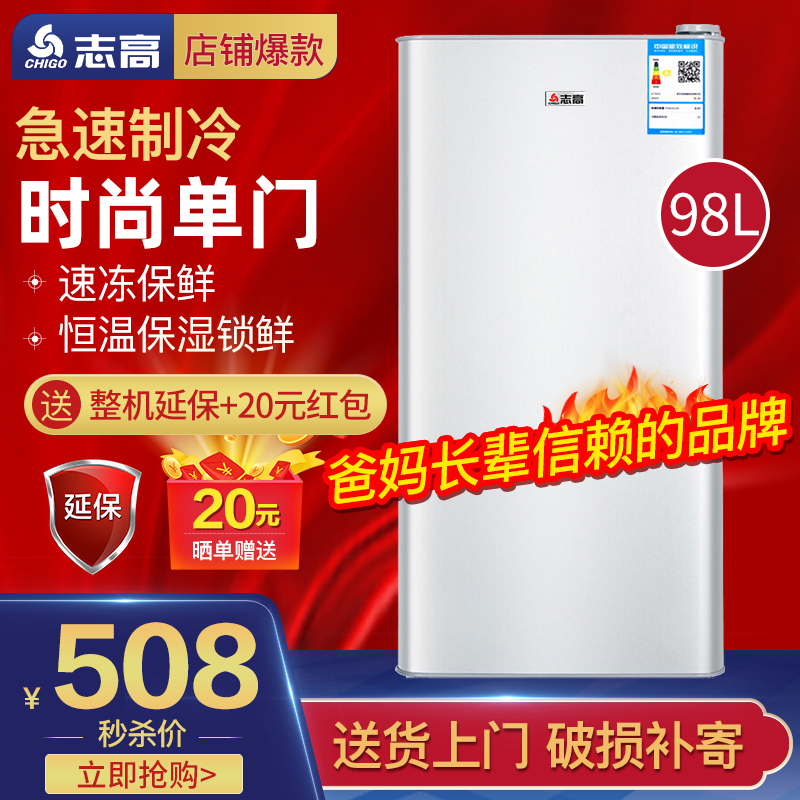 CHIGO 志高 店铺爆款
急速制冷
时尚单门
速冻保鲜
恒温保湿锁鲜
送 整机延保+20元红包
延保
20元
晒单赠送
志高
中国能效标识
98L
爸妈长辈信赖的品牌
¥508
秒杀价
立即抢购>
送货上门 破损补寄